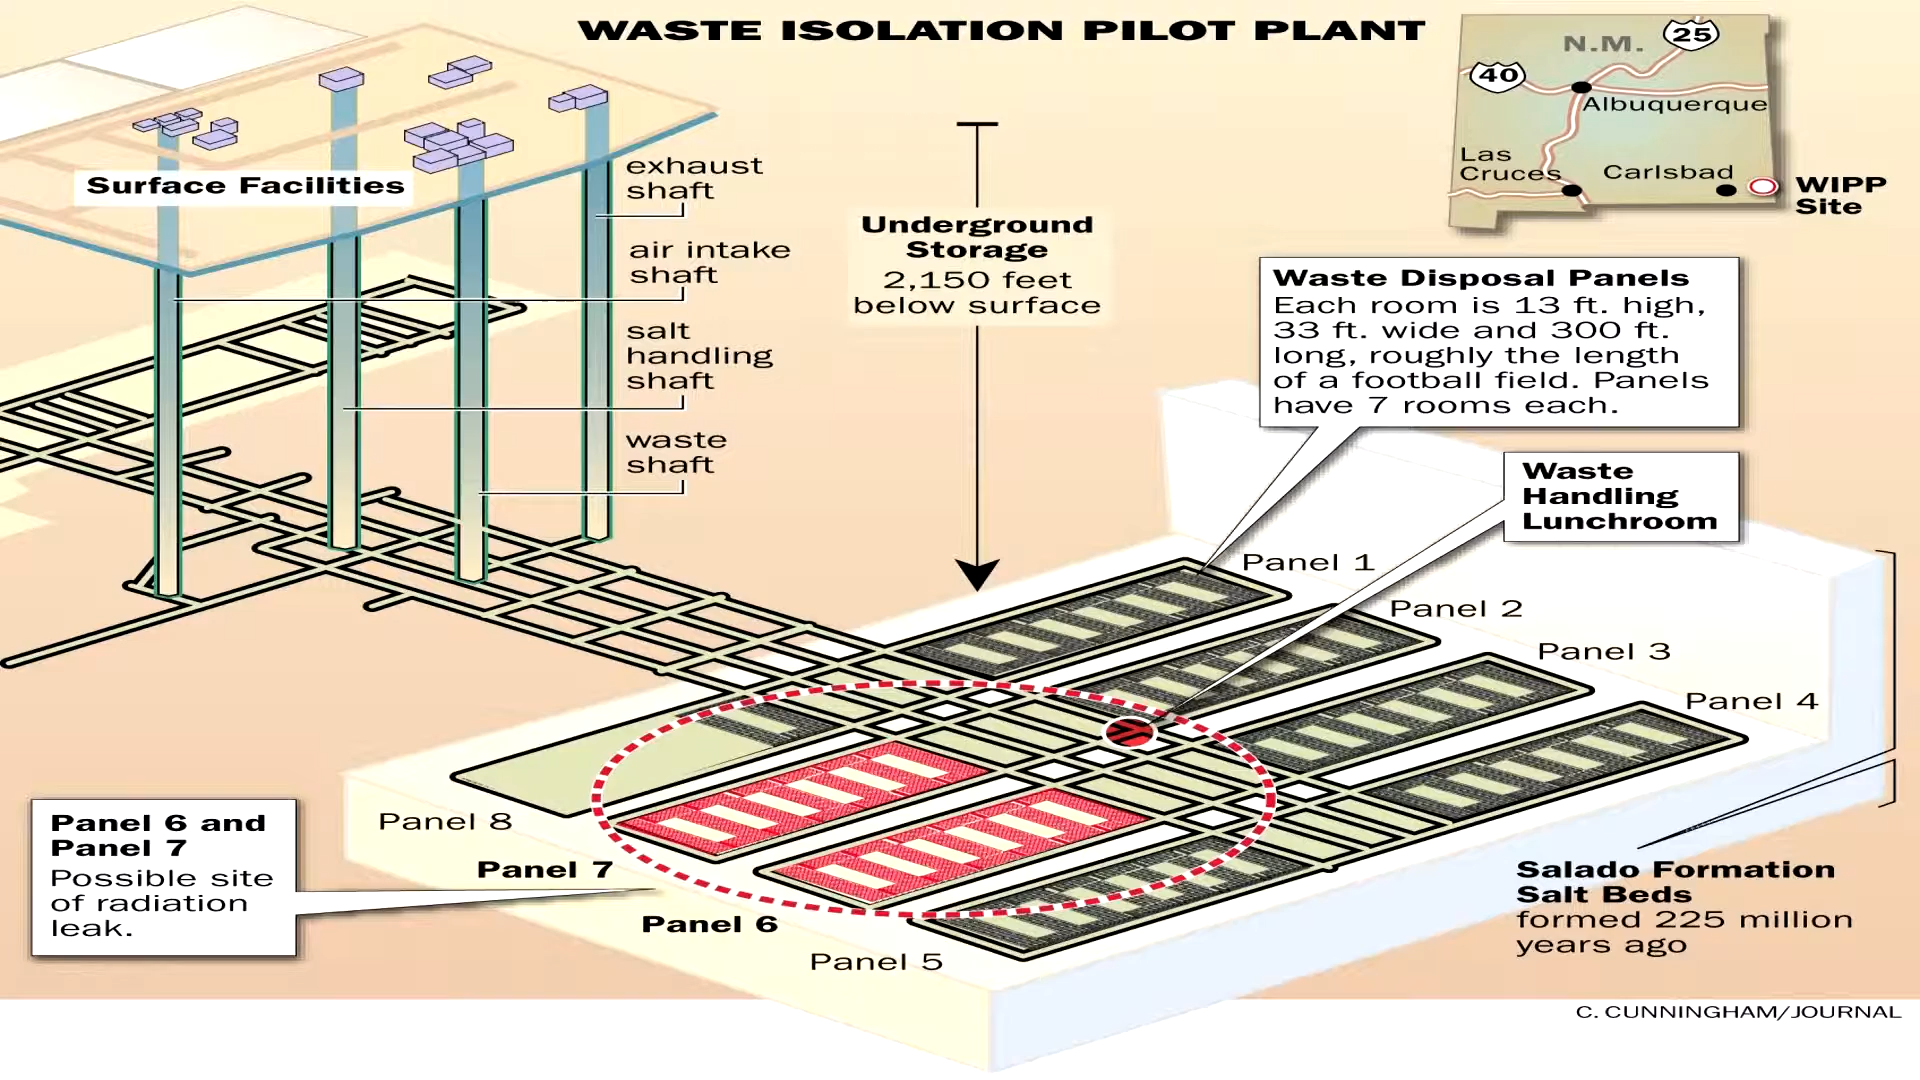 WASTE ISOLATION PILOT PLANT
N.M.
25
40
Albuquerque
Las
Cruces
Carlsbad
WIPP
Site
Surface Facilities
exhaust
shaft
air intake
shaft
salt
handling
shaft
waste
shaft
Underground
Storage
2,150 feet
below surface
Waste Disposal Panels
Each room is 13 ft. high,
33 ft. wide and 300 ft.
long, roughly the length
of a football field. Panels
have 7 rooms each.
Waste
Handling
Lunchroom
Panel 1
Panel 2
Panel 3
Panel 4
Panel 8
Panel 7
Panel 6
Panel 5
Panel 6 and
Panel 7
Possible site
of radiation
leak.
Salado Formation
Salt Beds
formed 225 million
years ago
C. CUNNINGHAM/JOURNAL